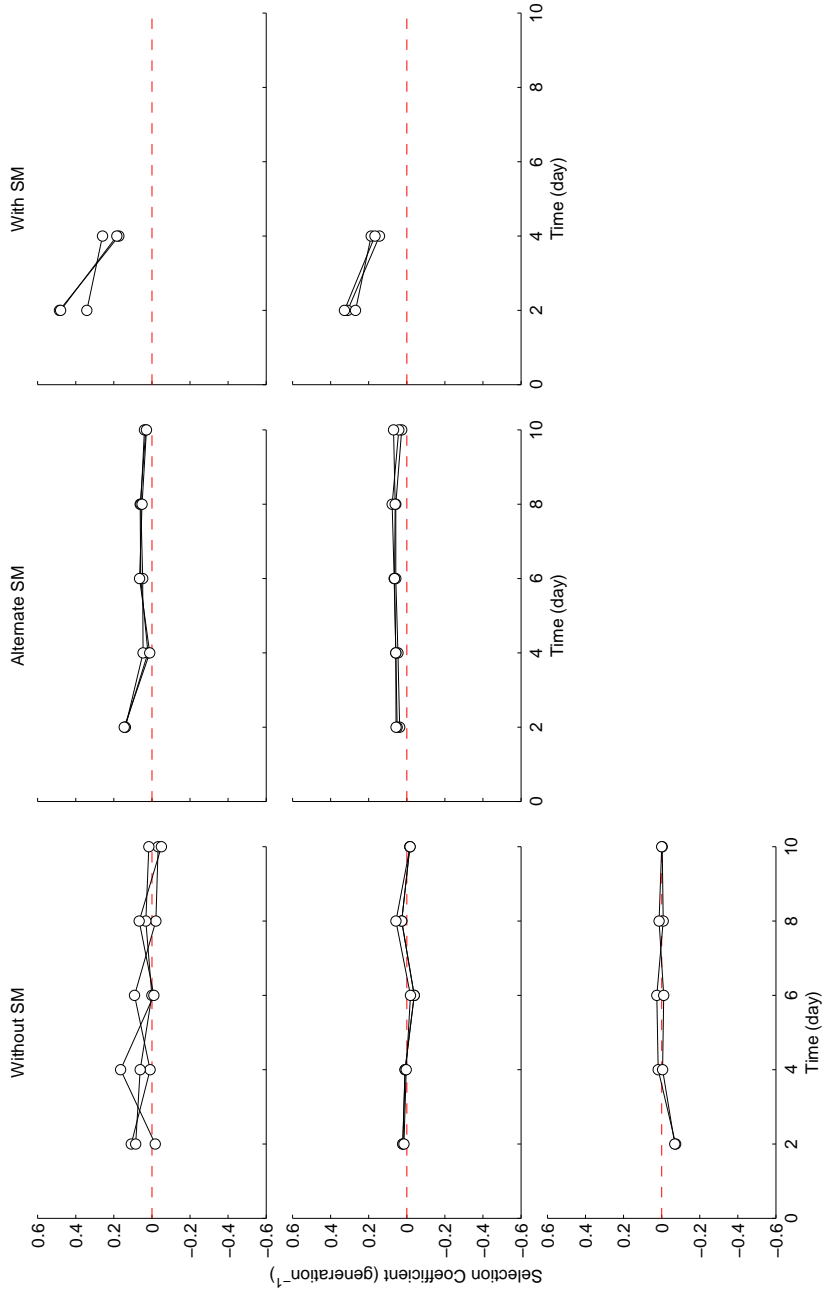 Without SM
Alternate SM
With SM
0.6
0.4
0.2
0
−0.2
−0.4
−0.6
0.6
0.4
0.2
0
−0.2
−0.4
−0.6
Selection Coefficient (generation⁻¹)
0 2 4 6 8 10
Time (day)
0 2 4 6 8 10
Time (day)
0.6
0.4
0.2
0
−0.2
−0.4
−0.6
0 2 4 6 8 10
Time (day)